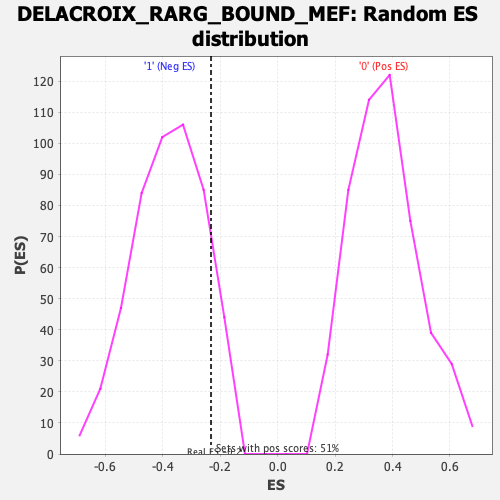 DELACROIX_RARG_BOUND_MEF: Random ES
distribution
'1' (Neg ES)
'0' (Pos ES)
P(ES)
120
110
100
90
80
70
60
50
40
30
20
10
0
Sets with pos scores: 51%
Real ES
-0.6
-0.4
-0.2
0.0
0.2
0.4
0.6
ES